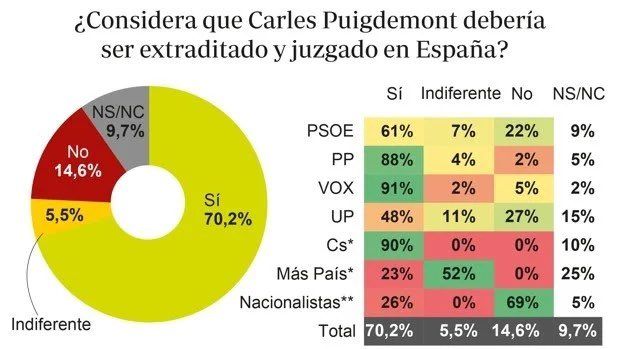 ¿Considera que Carles Puigdemont debería
ser extraditado y juzgado en España?
NS/NC
9,7%
No
14,6%
5,5%
Sí
70,2%
Indiferente
Sí Indiferente No NS/NC
PSOE 61% 7% 22% 9%
PP 88% 4% 2% 5%
VOX 91% 2% 5% 2%
UP 48% 11% 27% 15%
Cs* 90% 0% 0% 10%
Más País* 23% 52% 0% 25%
Nacionalistas** 26% 0% 69% 5%
Total 70,2% 5,5% 14,6% 9,7%